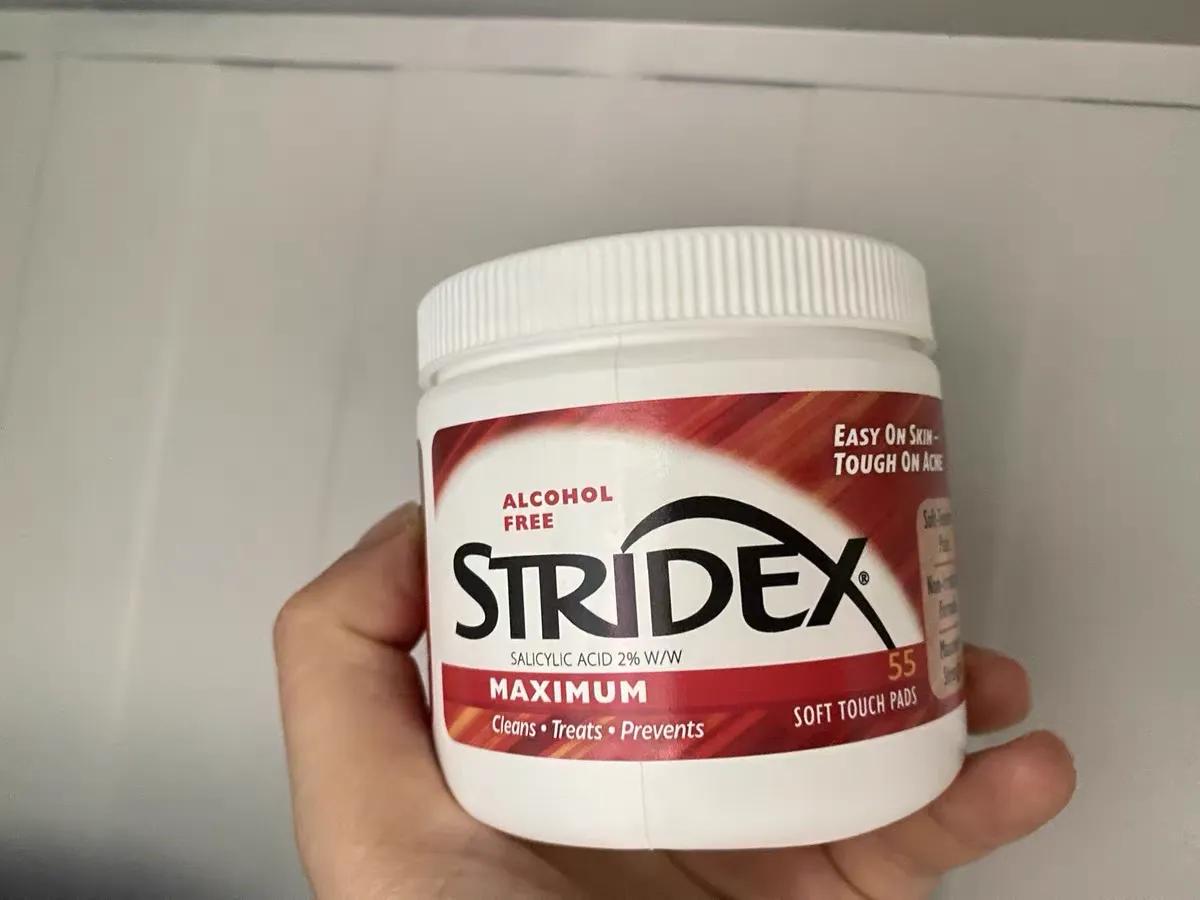 EASY ON SKIN–
TOUGH ON ACNE
ALCOHOL
FREE
STRIDEX®
SALICYLIC ACID 2% W/W
MAXIMUM
55
SOFT TOUCH PADS
Cleans • Treats • Prevents